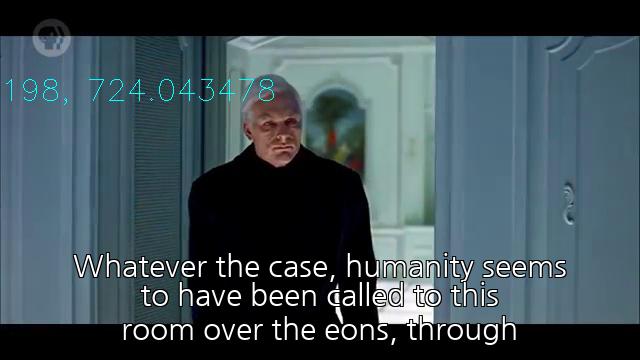 198, 724.043478
Whatever the case, humanity seems
to have been called to this
room over the eons, through